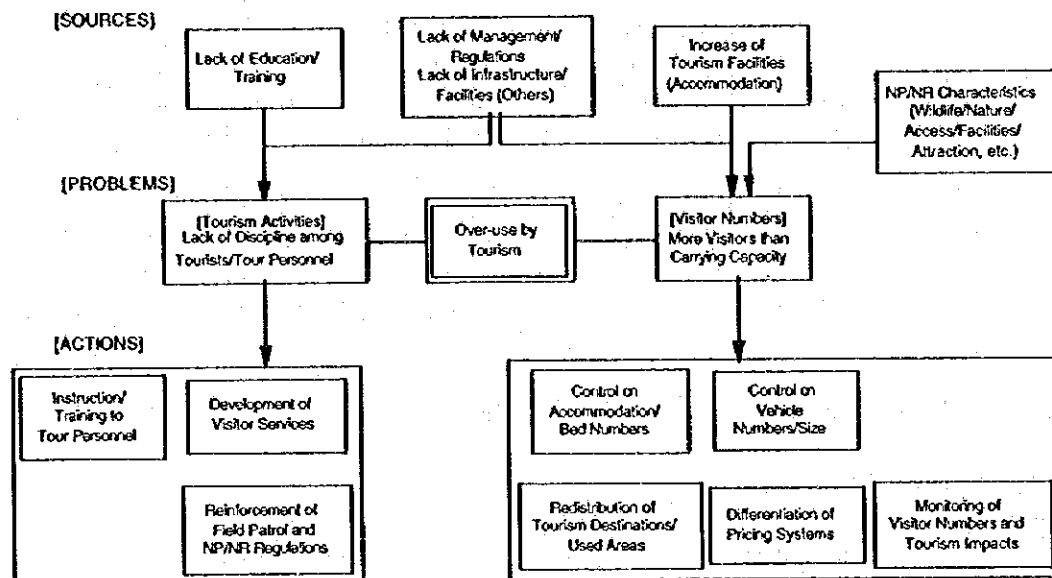 [SOURCES]
Lack of Education/
Training
Lack of Management/
Regulations
Lack of Infrastructure/
Facilities (Others)
Increase of
Tourism Facilities
(Accommodation)
NP/NR Characteristics
(Wildlife/Nature/
Access/Facilities/
Attraction, etc.)
[PROBLEMS]
[Tourism Activities]
Lack of Discipline among
Tourists/Tour Personnel
Over-use by
Tourism
[Visitor Numbers]
More Visitors than
Carrying Capacity
[ACTIONS]
Instruction/
Training to
Tour Personnel
Development of
Visitor Services
Reinforcement of
Field Patrol and
NP/NR Regulations
Control on
Accommodation/
Bed Numbers
Control on
Vehicle
Numbers/Size
Redistribution of
Tourism Destinations/
Used Areas
Differentiation of
Pricing Systems
Monitoring of
Visitor Numbers and
Tourism Impacts